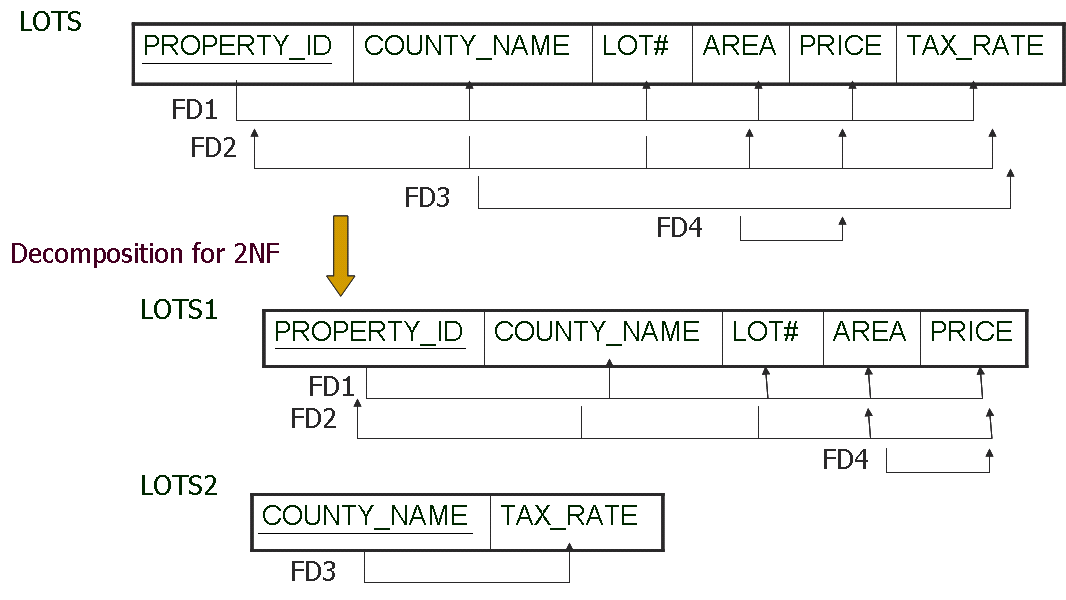 LOTS
PROPERTY_ID COUNTY_NAME LOT# AREA PRICE TAX_RATE
FD1
FD2
FD3
FD4
Decomposition for 2NF
LOTS1
PROPERTY_ID COUNTY_NAME LOT# AREA PRICE
FD1
FD2
FD4
LOTS2
COUNTY_NAME TAX_RATE
FD3